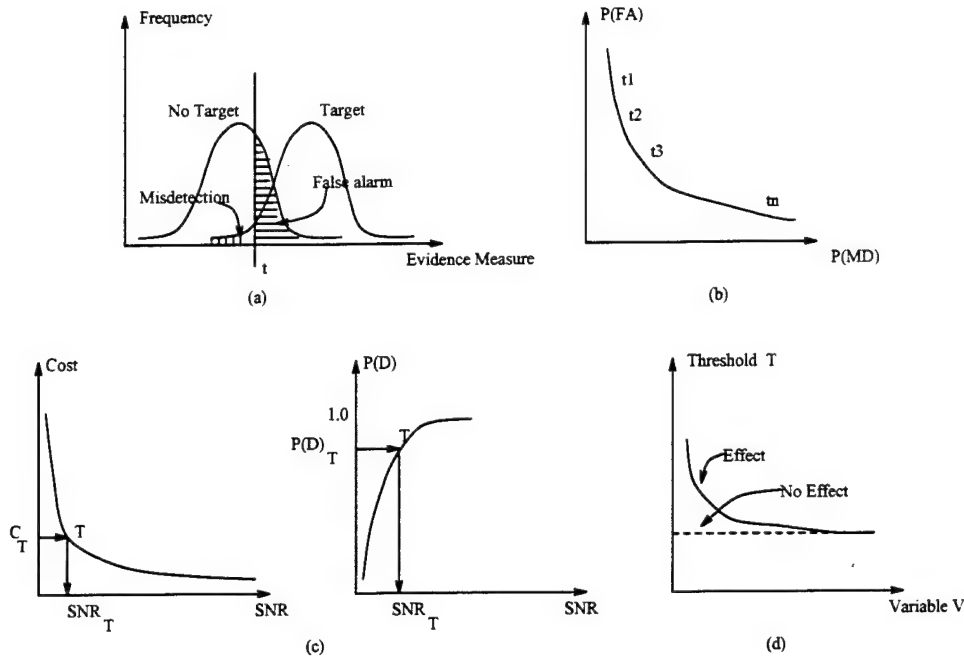 Frequency
No Target
Target
Misdetection
False alarm
t
Evidence Measure
(a)
P(FA)
t1
t2
t3
tn
P(MD)
(b)
Cost
C T
T
SNR T
SNR
P(D)
1.0
P(D) T
T
SNR T
SNR
(c)
Threshold T
Effect
No Effect
Variable V
(d)